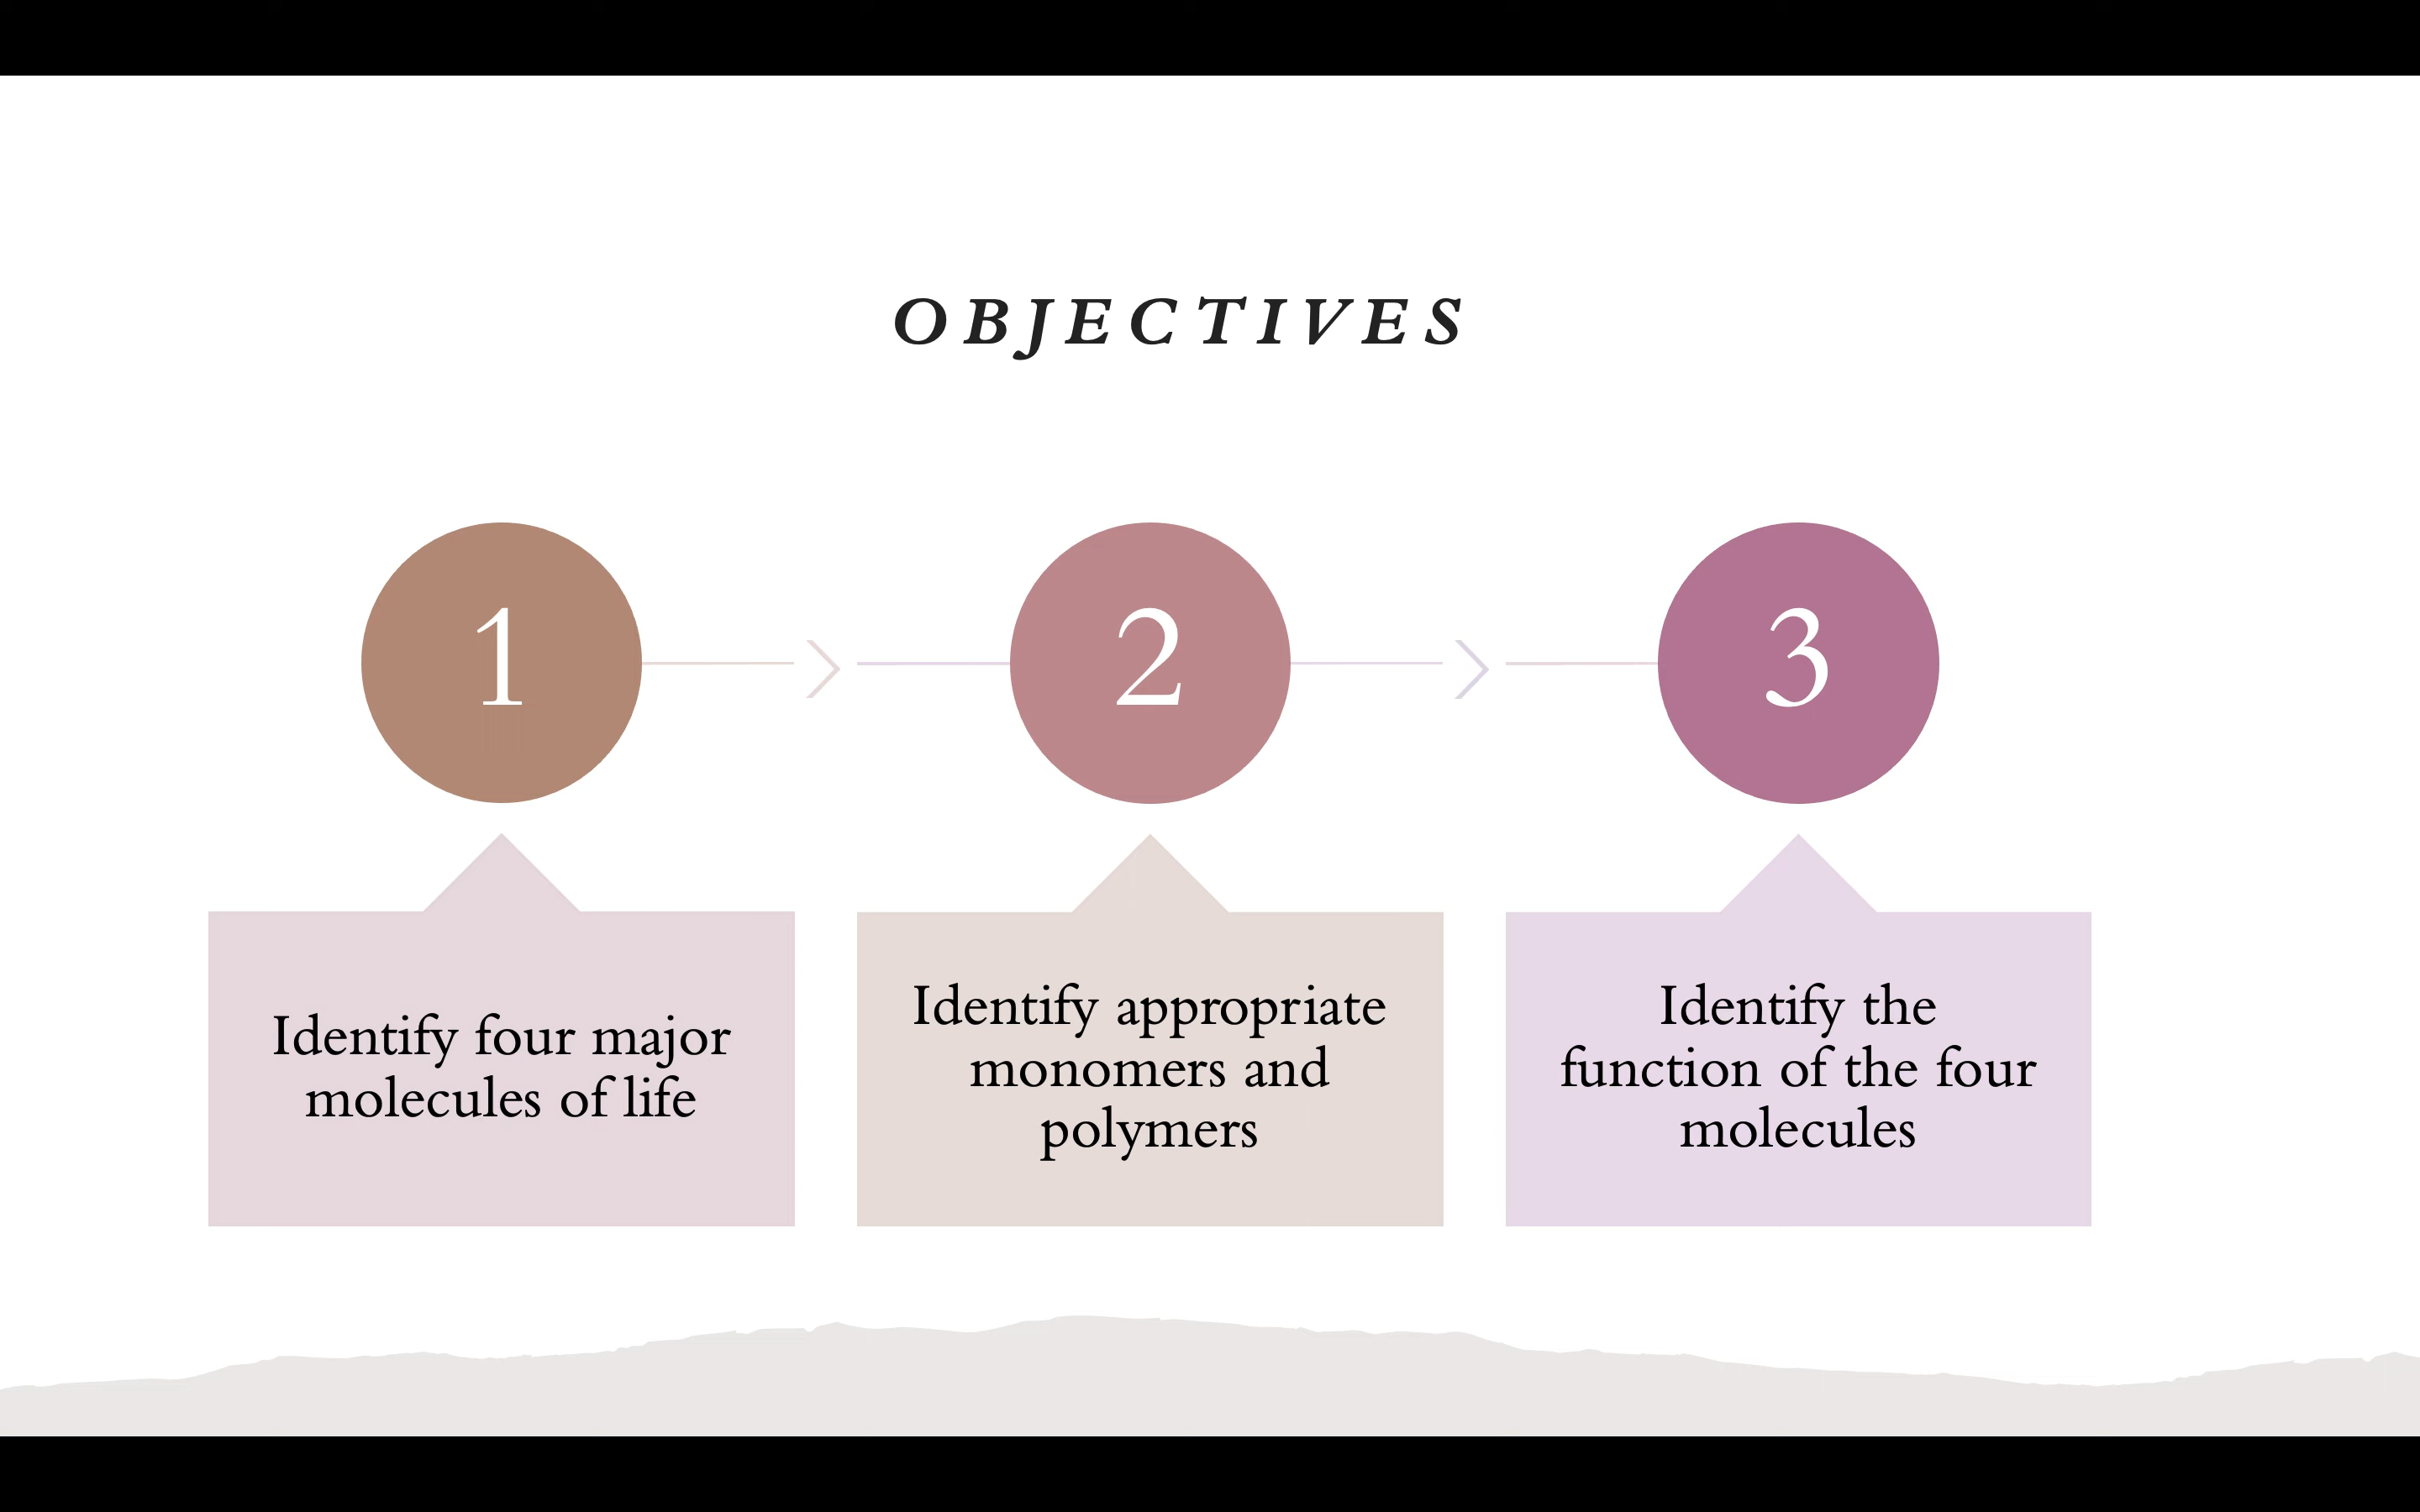 OBJECTIVES
1
2
3
Identify four major
molecules of life
Identify appropriate
monomers and
polymers
Identify the
function of the four
molecules